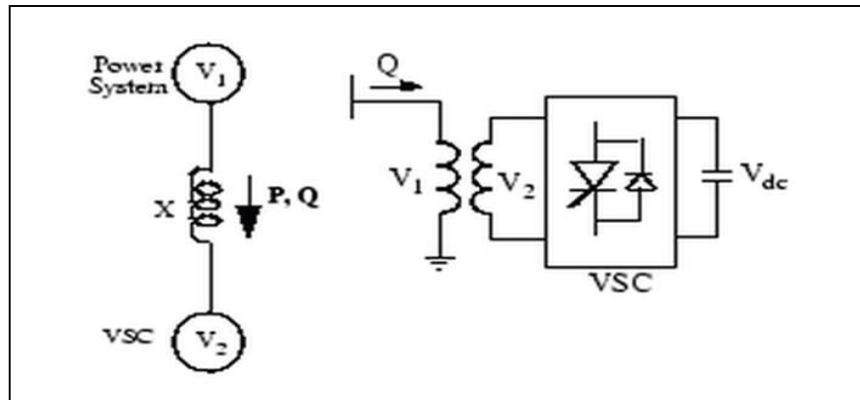 Power
System
V1
X
P, Q
VSC
V2
Q
V1
V2
Vdc
VSC